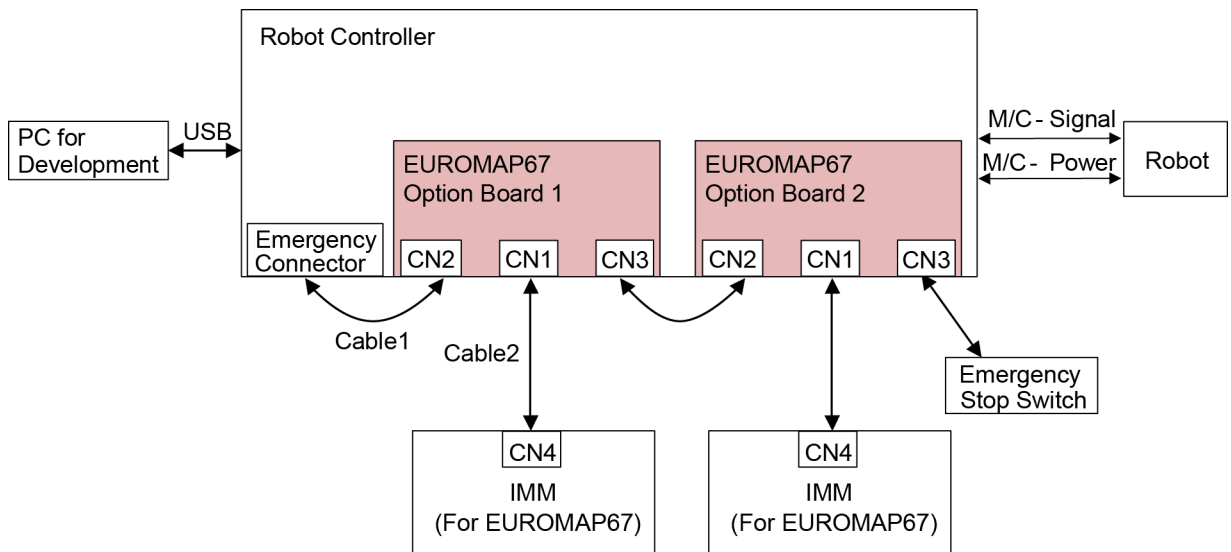 Robot Controller
PC for
Development
USB
EUROMAP67
Option Board 1
EUROMAP67
Option Board 2
M/C - Signal
M/C - Power
Robot
Emergency
Connector
CN2
CN1
CN3
CN2
CN1
CN3
Cable1
Cable2
Emergency
Stop Switch
CN4
IMM
(For EUROMAP67)
CN4
IMM
(For EUROMAP67)